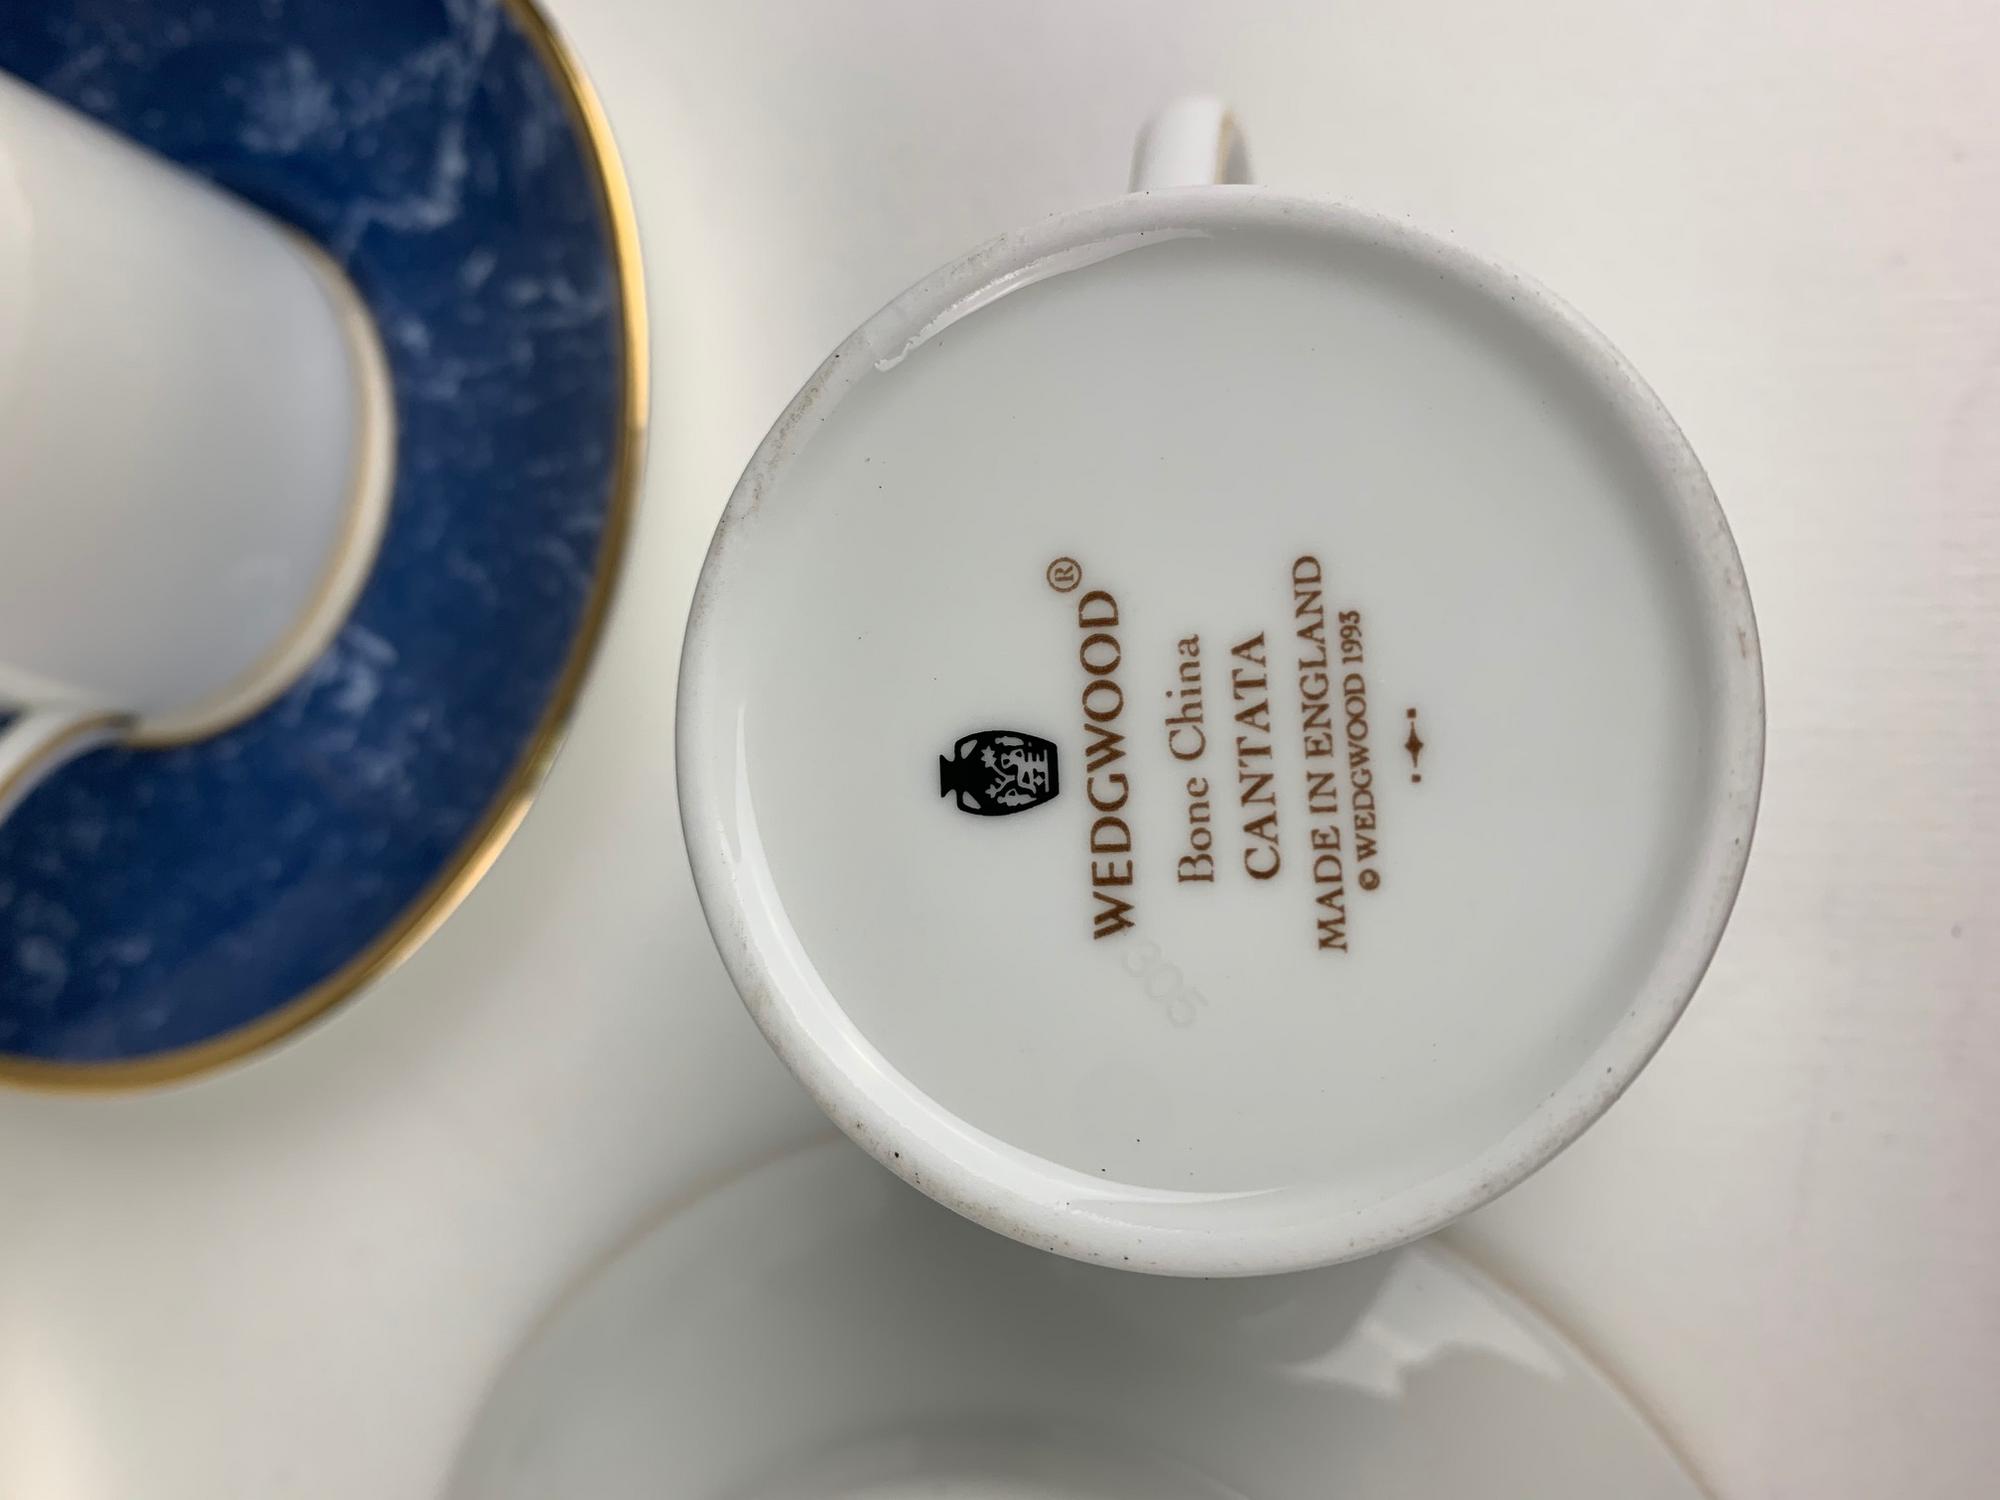 WEDGWOOD®
Bone China
CANTATA
MADE IN ENGLAND
© WEDGWOOD 1993
305